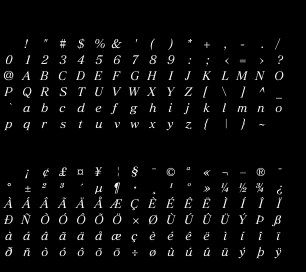 ! " # $ % & ' ( ) * + , - . /
0 1 2 3 4 5 6 7 8 9 : ; < = > ?
@ A B C D E F G H I J K L M N O
P Q R S T U V W X Y Z [ \ ] ^ _
` a b c d e f g h i j k l m n o
p q r s t u v w x y z { | } ~
¡ ¢ £ ¤ ¥ ¦ § ¨ © ª « ¬ - ® ¯
° ± ² ³ ´ µ ¶ · ¸ ¹ º » ¼ ½ ¾ ¿
À Á Â Ã Ä Å Æ Ç È É Ê Ë Ì Í Î Ï
Ð Ñ Ò Ó Ô Õ Ö × Ø Ù Ú Û Ü Ý Þ ß
à á â ã ä å æ ç è é ê ë ì í î ï
ð ñ ò ó ô õ ö ÷ ø ù ú û ü ý þ ÿ